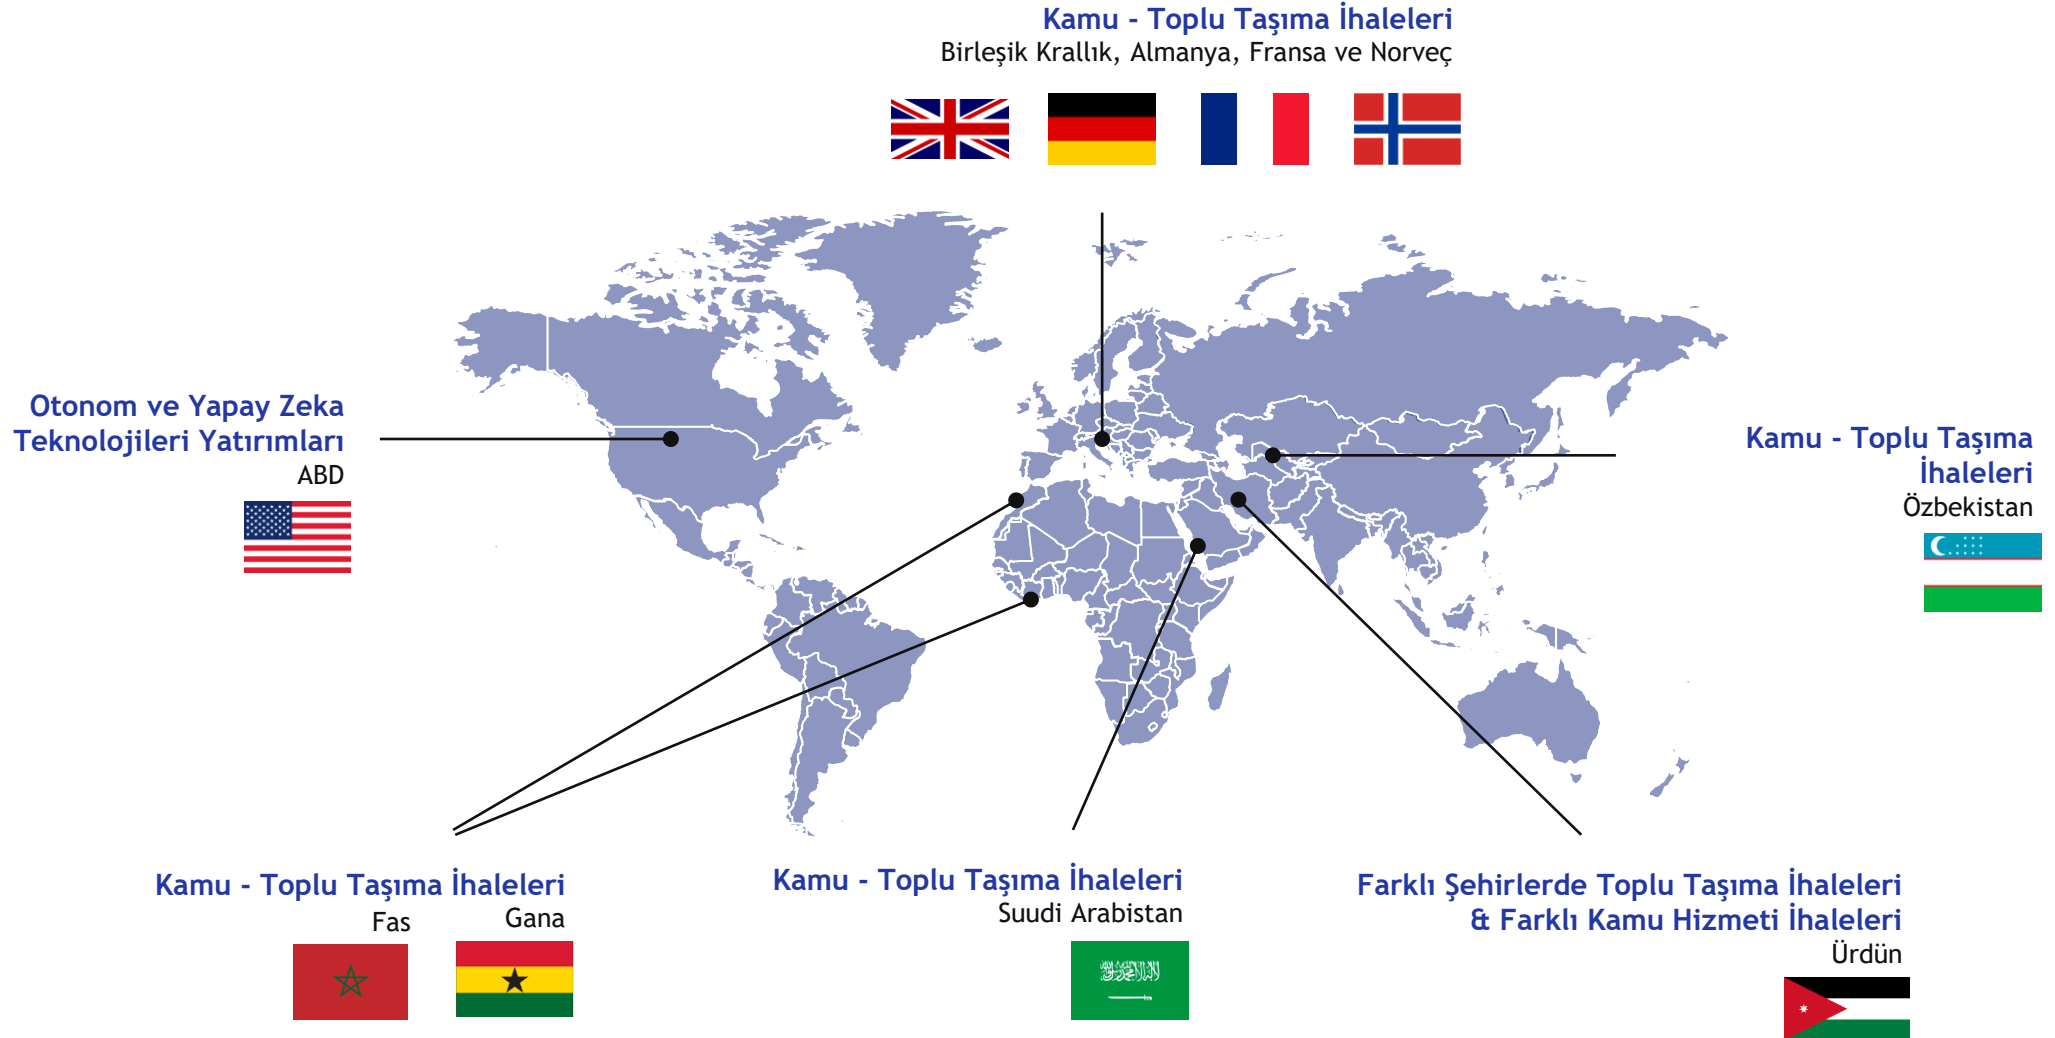 Kamu - Toplu Taşıma İhaleleri
Birleşik Krallık, Almanya, Fransa ve Norveç
Otonom ve Yapay Zeka
Teknolojileri Yatırımları
ABD
Kamu - Toplu Taşıma
İhaleleri
Özbekistan
Kamu - Toplu Taşıma İhaleleri
Fas
Gana
Kamu - Toplu Taşıma İhaleleri
Suudi Arabistan
Farklı Şehirlerde Toplu Taşıma İhaleleri
& Farklı Kamu Hizmeti İhaleleri
Ürdün